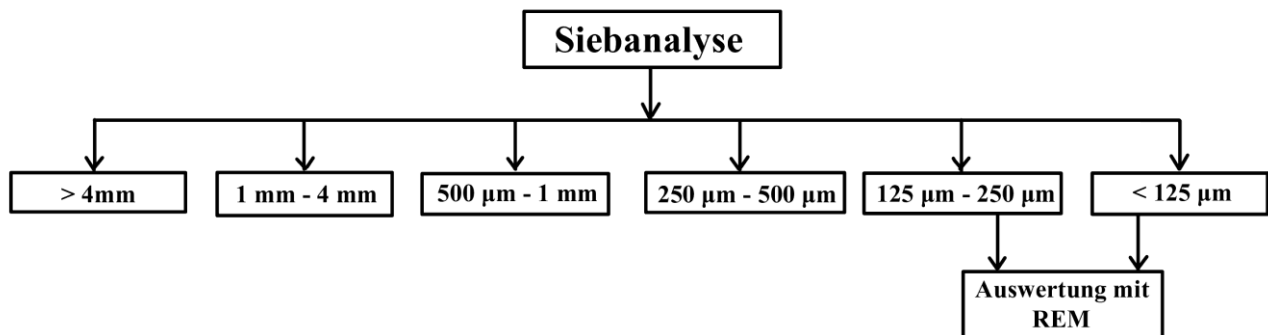 Siebanalyse
> 4mm
1 mm - 4 mm
500 µm - 1 mm
250 µm - 500 µm
125 µm - 250 µm
< 125 µm
Auswertung mit
REM